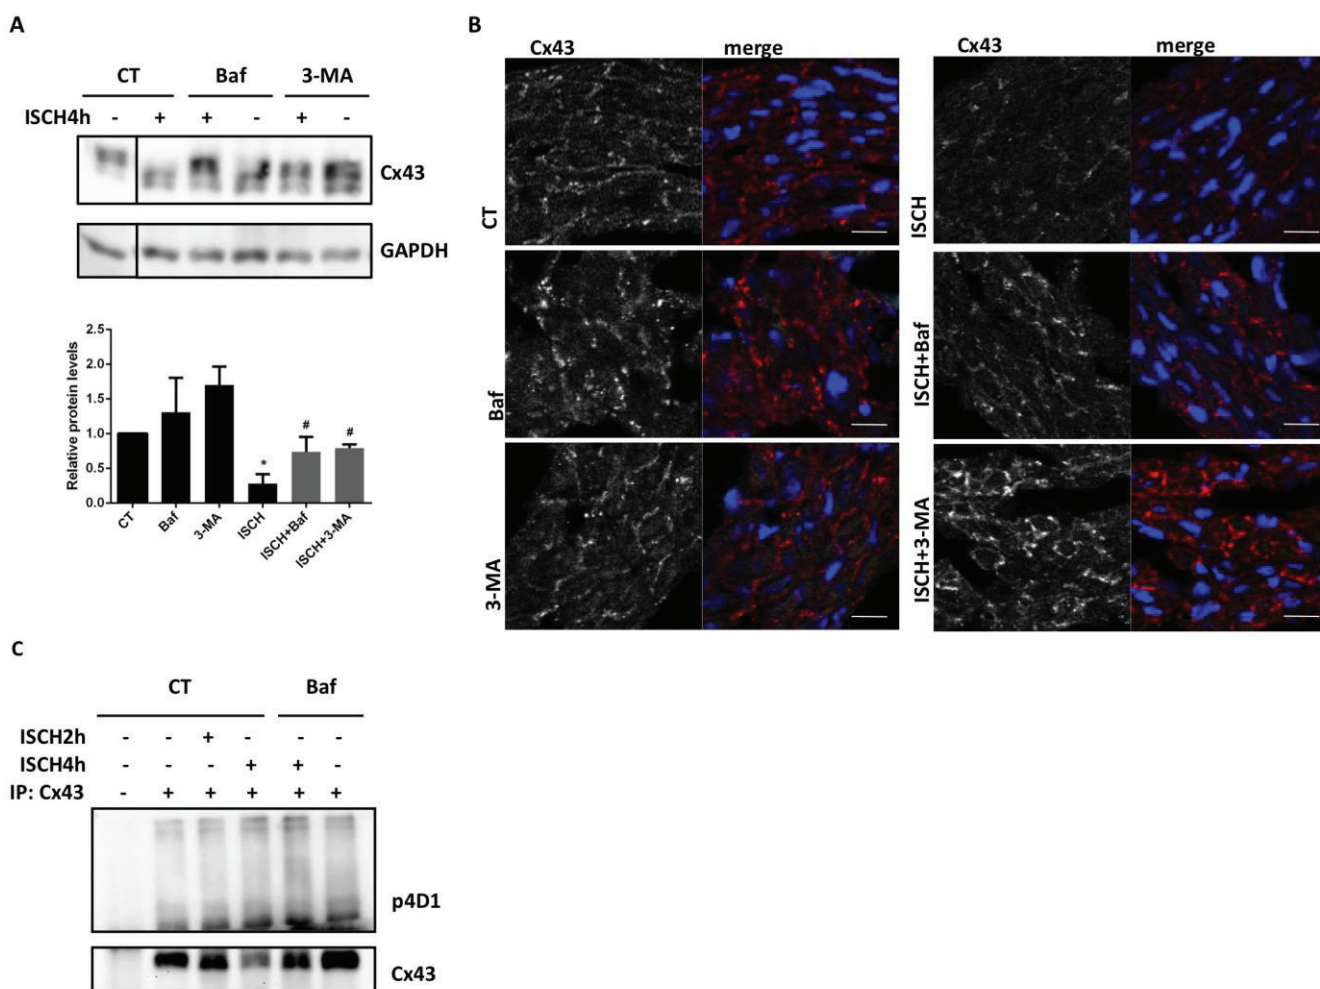 A
CT Baf 3-MA
ISCH4h - + + - + -
Cx43
GAPDH
Relative protein levels
2.5
2.0
1.5
1.0
0.5
0.0
* # #
CT Baf 3-MA ISCH ISCH+Baf ISCH+3-MA
B
Cx43 merge Cx43 merge
CT ISCH
Baf ISCH+Baf
3-MA ISCH+3-MA
C
CT Baf
ISCH2h - - + - - -
ISCH4h - - - + + -
IP: Cx43 - + + + + +
p4D1
Cx43